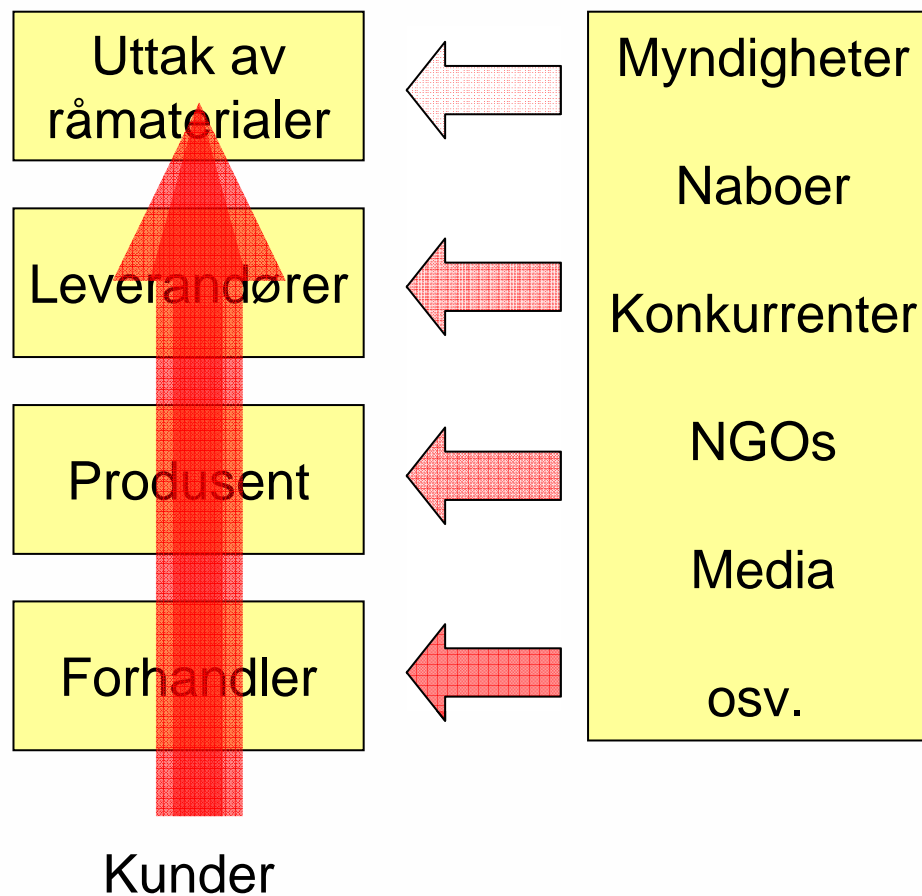 Uttak av
råmaterialer
Leverandører
Produsent
Forhandler
Kunder
Myndigheter
Naboer
Konkurrenter
NGOs
Media
osv.